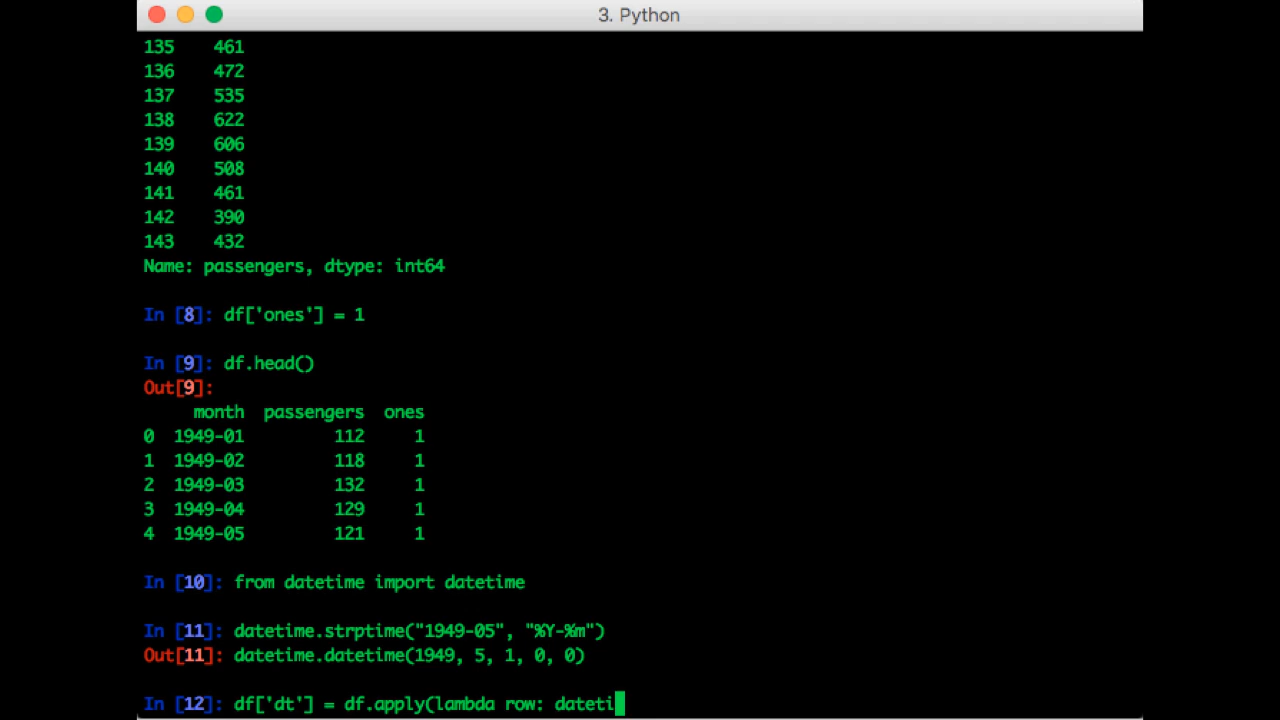 3. Python
135 461
136 472
137 535
138 622
139 606
140 508
141 461
142 390
143 432
Name: passengers, dtype: int64
In [8]: df['ones'] = 1
In [9]: df.head()
Out[9]:
month passengers ones
0 1949-01 112 1
1 1949-02 118 1
2 1949-03 132 1
3 1949-04 129 1
4 1949-05 121 1
In [10]: from datetime import datetime
In [11]: datetime.strptime("1949-05", "%Y-%m")
Out[11]: datetime.datetime(1949, 5, 1, 0, 0)
In [12]: df['dt'] = df.apply(lambda row: dateti